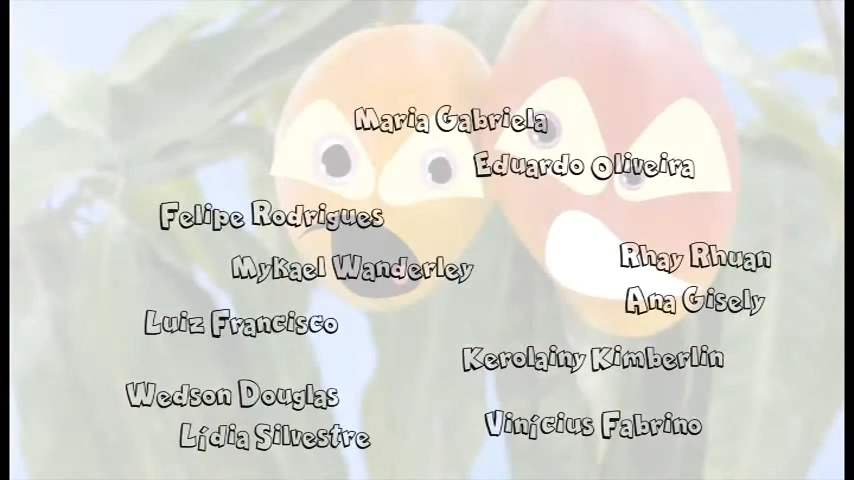 Maria Gabriela
Eduardo Oliveira
Felipe Rodrigues
Mykael Wanderley
Rhay Rhuan
Ana Gisely
Luiz Francisco
Kerolainy Kimberlin
Wedson Douglas
Lídia Silvestre
Vinícius Fabrino